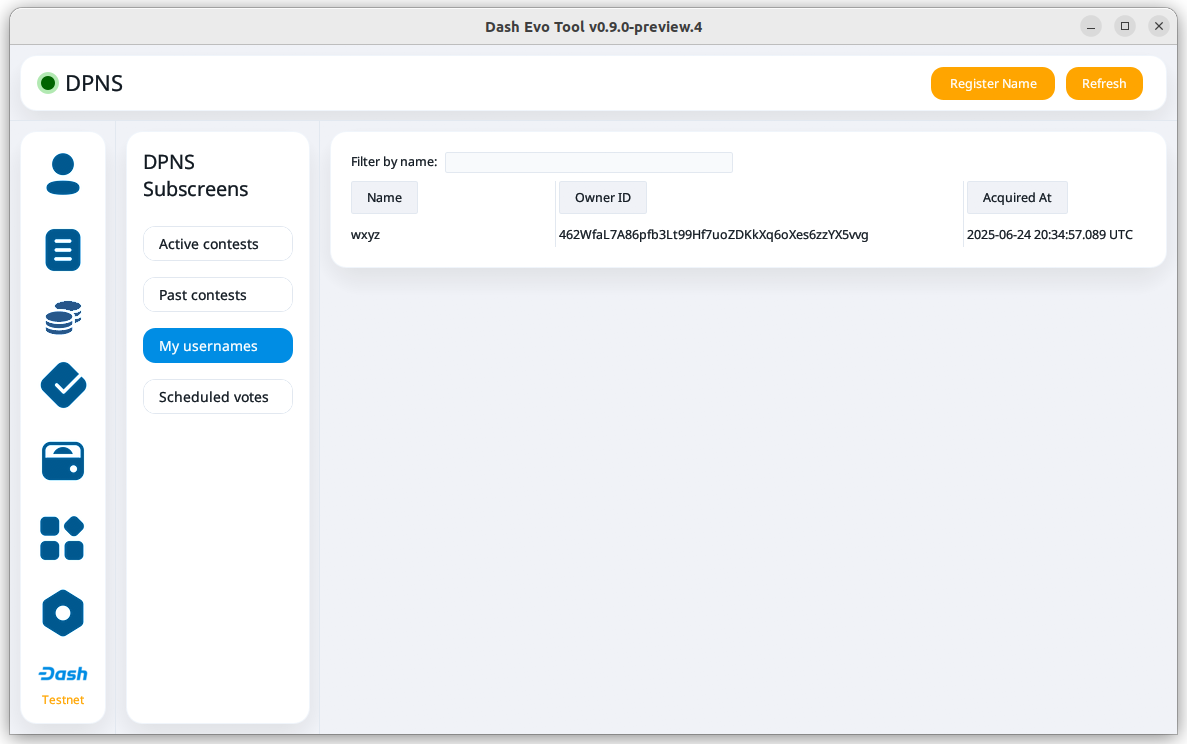 Dash Evo Tool v0.9.0-preview.4
DPNS
Register Name
Refresh
DPNS
Subscreens
Active contests
Past contests
My usernames
Scheduled votes
Filter by name:
Name
Owner ID
Acquired At
wxyz
462WfaL7A86pfb3Lt99Hf7uoZDKkXq6oXes6zzYX5vvg
2025-06-24 20:34:57.089 UTC
Dash
Testnet